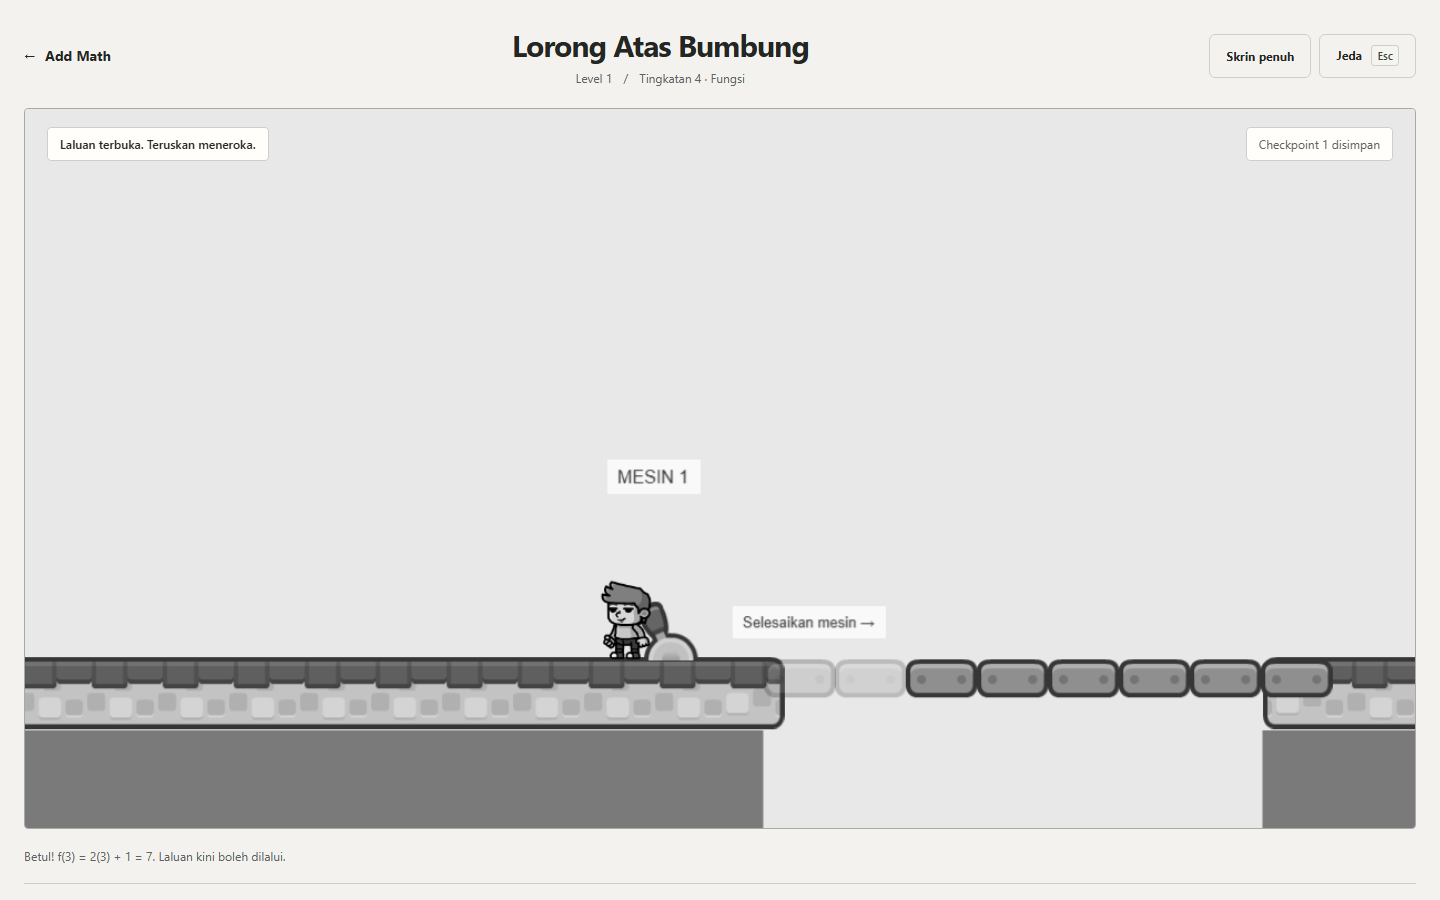 ← Add Math
Lorong Atas Bumbung
Level 1 / Tingkatan 4 · Fungsi
Skrin penuh
Jeda Esc
Laluan terbuka. Teruskan meneroka.
Checkpoint 1 disimpan
MESIN 1
Selesaikan mesin →
Betul! f(3) = 2(3) + 1 = 7. Laluan kini boleh dilalui.